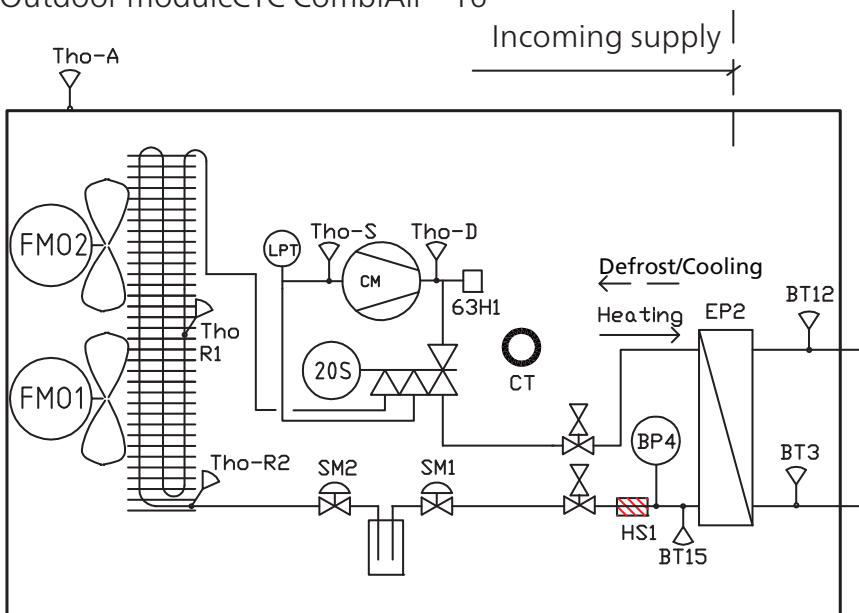 Outdoor moduleCTC CombiAir 16
Incoming supply
Tho-A
FM02
FM01
Tho
R1
Tho-R2
LPT
Tho-S
Tho-D
CM
63H1
20S
CT
Defrost/Cooling
Heating
EP2
BT12
BP4
BT3
SM2
SM1
HS1
BT15